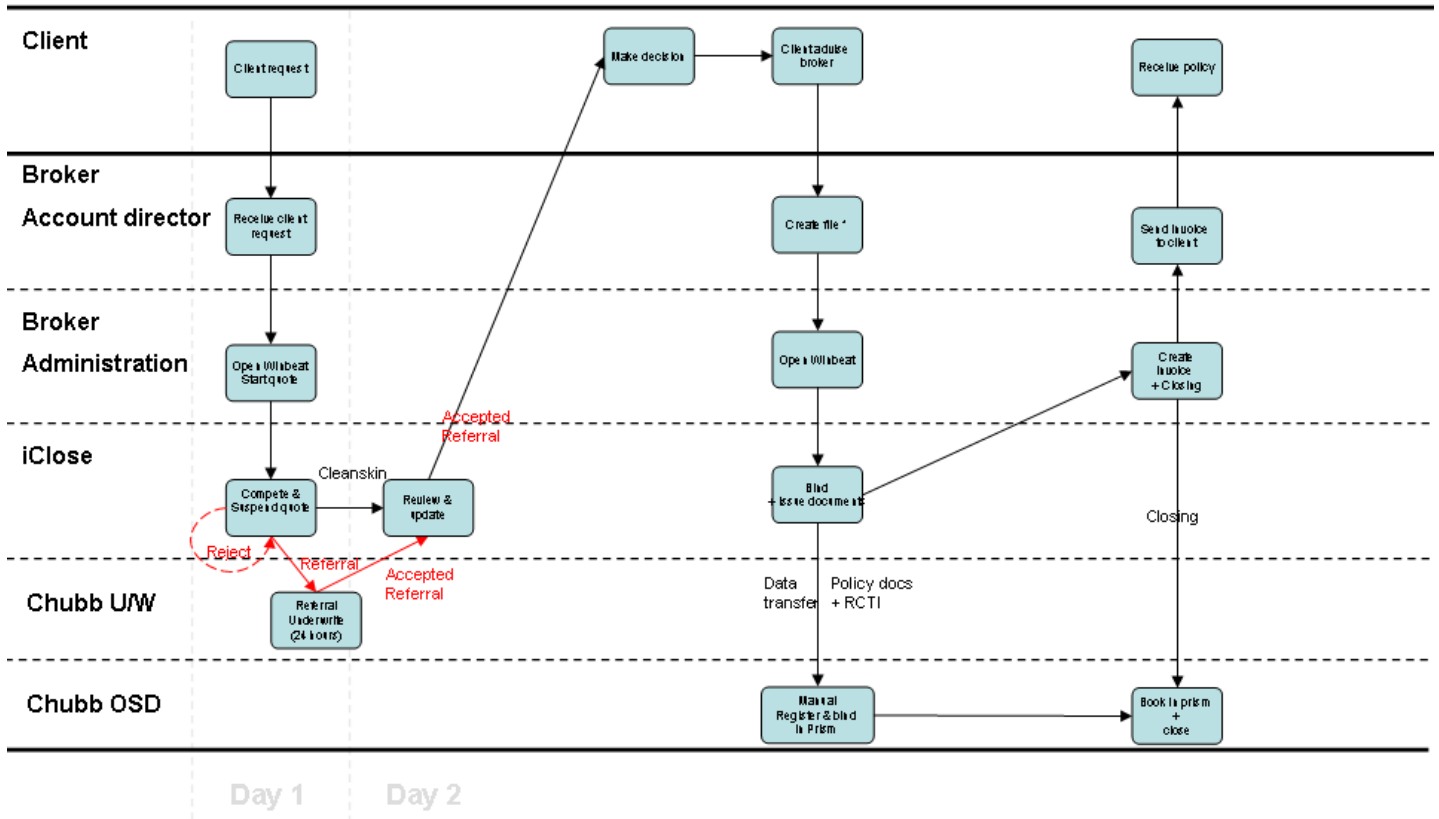 Client
Client request
Make decision
Client advise
broker
Receive policy
Broker
Account director
Receive client
request
Create file *
Send invoice
to client
Broker
Administration
Open Winbeat
Start quote
Open Winbeat
Create
Invoice
+ Closing
Accepted
Referral
iClose
Cleanskin
Compete &
Suspend quote
Review &
update
Bind
+ issue documents
Closing
Reject
Referral
Accepted
Referral
Chubb U/W
Referral
Underwrite
(24 hours)
Data
transfer
Policy docs
+ RCTI
Chubb OSD
Manual
Register & bind
in Prism
Book in prism
+
close
Day 1
Day 2